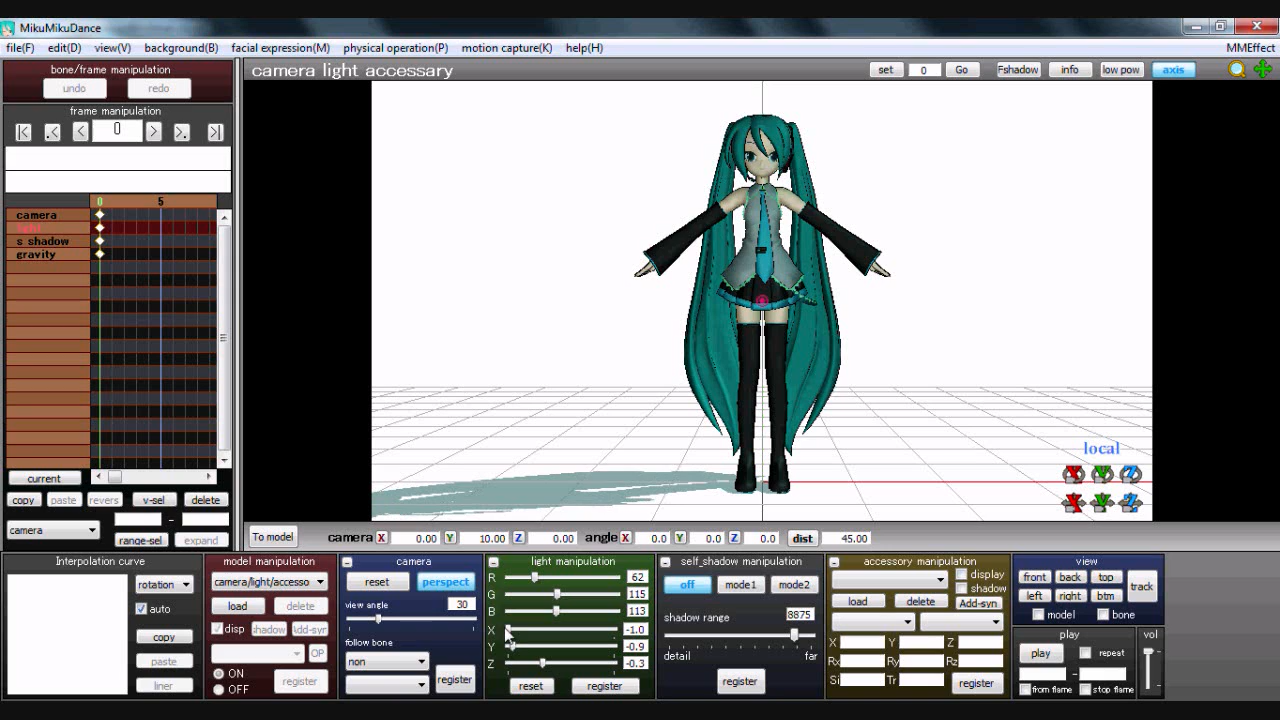 MikuMikuDance
file(F) edit(D) view(V) background(B) facial expression(M) physical operation(P) motion capture(K) help(H) MMEffect
bone/frame manipulation
undo redo
frame manipulation
|< .< < 0 > >. >|
camera light accessary
set 0 Go Fshadow info low pow axis
0 5
camera
light
s shadow
gravity
local
X Y Z
X Y Z
current
copy paste revers v-sel delete
camera -
range-sel expand
To model camera X 0.00 Y 10.00 Z 0.00 angle X 0.0 Y 0.0 Z 0.0 dist 45.00
Interpolation curve
rotation
auto
copy
paste
liner
model manipulation
camera/light/accesso
load delete
disp shadow Add-syn
OP
ON
OFF
register
camera
reset perspect
view angle 30
follow bone
non
register
light manipulation
R 62
G 115
B 113
X -1.0
Y -0.9
Z -0.3
reset register
self_shadow manipulation
off mode1 mode2
shadow range 8875
detail far
register
accessory manipulation
display
shadow
load delete Add-syn
X Y Z
Rx Ry Rz
Si Tr register
view
front back top
left right btm
track
model bone
play
play repeat
-
from flame stop flame
vol